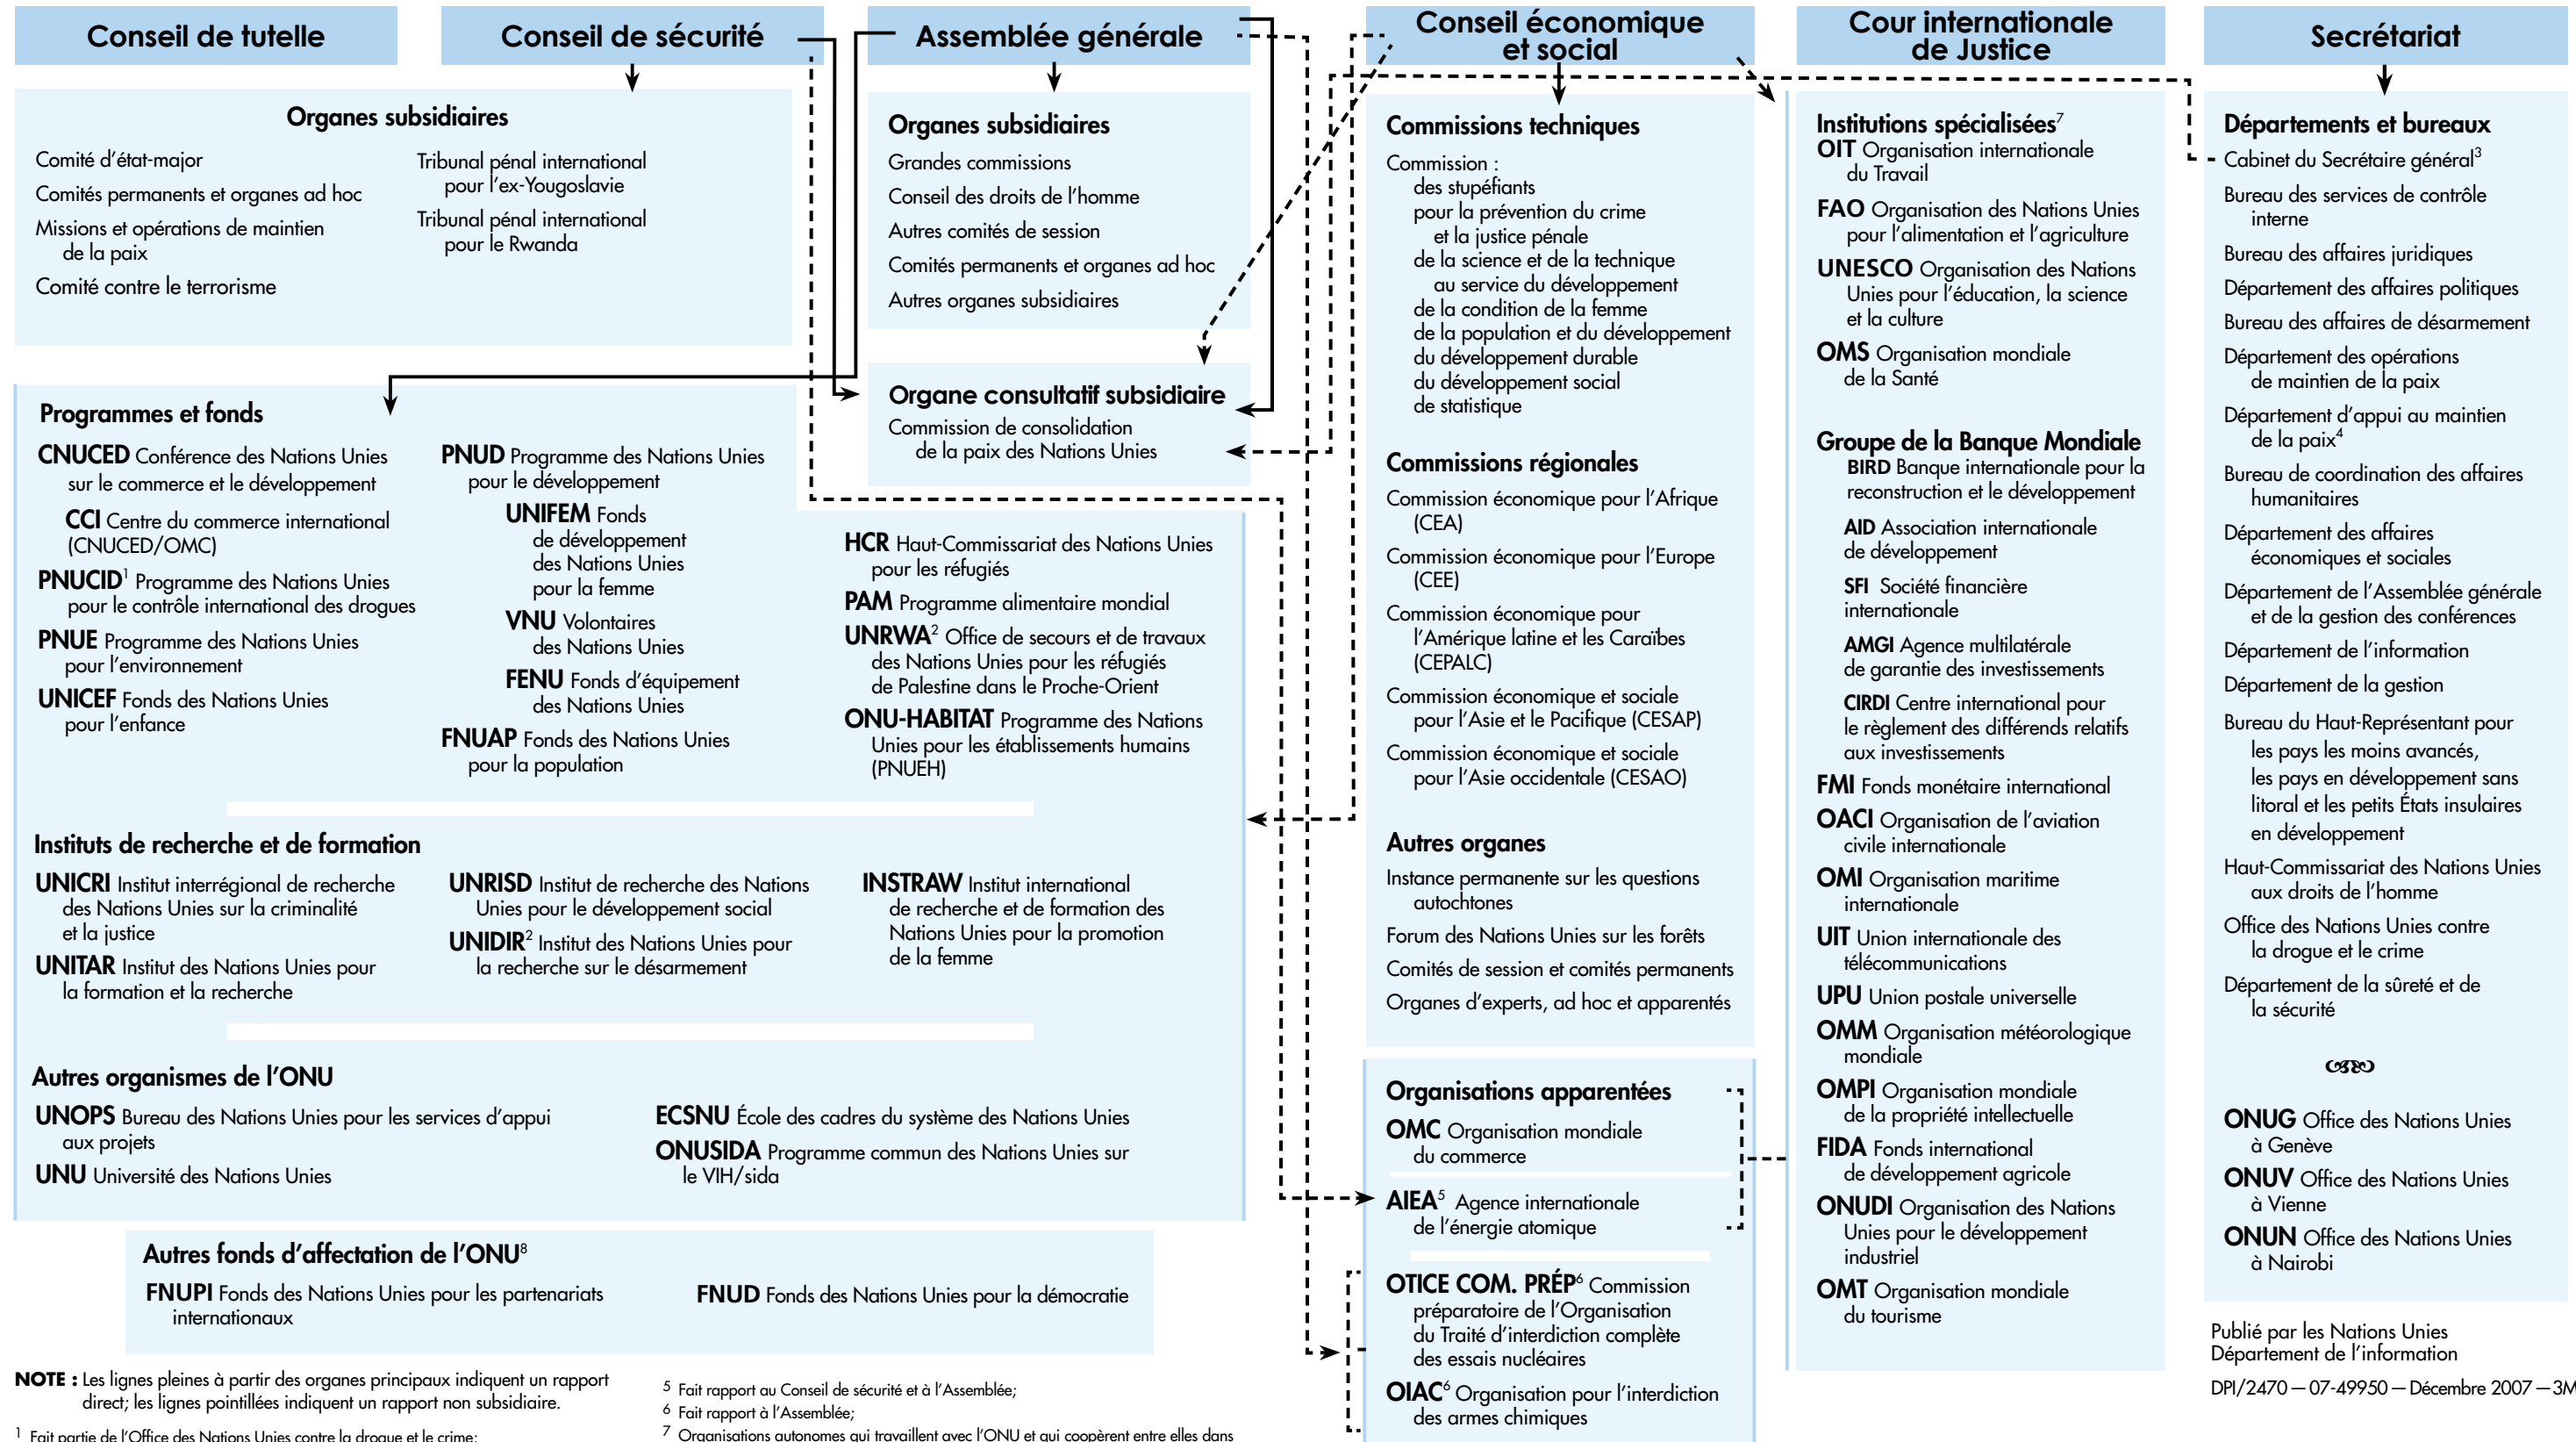 Conseil de tutelle
Conseil de sécurité
Assemblée générale
Conseil économique
et social
Cour internationale
de Justice
Secrétariat
Organes subsidiaires
Comité d'état-major
Comités permanents et organes ad hoc
Missions et opérations de maintien
de la paix
Comité contre le terrorisme
Tribunal pénal international
pour l'ex-Yougoslavie
Tribunal pénal international
pour le Rwanda
Organes subsidiaires
Grandes commissions
Conseil des droits de l'homme
Autres comités de session
Comités permanents et organes ad hoc
Autres organes subsidiaires
Organe consultatif subsidiaire
Commission de consolidation
de la paix des Nations Unies
Programmes et fonds
CNUCED Conférence des Nations Unies
sur le commerce et le développement
CCI Centre du commerce international
(CNUCED/OMC)
PNUCID1 Programme des Nations Unies
pour le contrôle international des drogues
PNUE Programme des Nations Unies
pour l'environnement
UNICEF Fonds des Nations Unies
pour l'enfance
PNUD Programme des Nations Unies
pour le développement
UNIFEM Fonds
de développement
des Nations Unies
pour la femme
VNU Volontaires
des Nations Unies
FENU Fonds d'équipement
des Nations Unies
FNUAP Fonds des Nations Unies
pour la population
HCR Haut-Commissariat des Nations Unies
pour les réfugiés
PAM Programme alimentaire mondial
UNRWA2 Office de secours et de travaux
des Nations Unies pour les réfugiés
de Palestine dans le Proche-Orient
ONU-HABITAT Programme des Nations
Unies pour les établissements humains
(PNUEH)
Instituts de recherche et de formation
UNICRI Institut interrégional de recherche
des Nations Unies sur la criminalité
et la justice
UNITAR Institut des Nations Unies pour
la formation et la recherche
UNRISD Institut de recherche des Nations
Unies pour le développement social
UNIDIR2 Institut des Nations Unies pour
la recherche sur le désarmement
INSTRAW Institut international
de recherche et de formation des
Nations Unies pour la promotion
de la femme
Autres organismes de l'ONU
UNOPS Bureau des Nations Unies pour les services d'appui
aux projets
UNU Université des Nations Unies
ECSNU École des cadres du système des Nations Unies
ONUSIDA Programme commun des Nations Unies sur
le VIH/sida
Autres fonds d'affectation de l'ONU8
FNUPI Fonds des Nations Unies pour les partenariats
internationaux
FNUD Fonds des Nations Unies pour la démocratie
Commissions techniques
Commission :
des stupéfiants
pour la prévention du crime
et la justice pénale
de la science et de la technique
au service du développement
de la condition de la femme
de la population et du développement
du développement durable
du développement social
de statistique
Commissions régionales
Commission économique pour l'Afrique
(CEA)
Commission économique pour l'Europe
(CEE)
Commission économique pour
l'Amérique latine et les Caraïbes
(CEPALC)
Commission économique et sociale
pour l'Asie et le Pacifique (CESAP)
Commission économique et sociale
pour l'Asie occidentale (CESAO)
Autres organes
Instance permanente sur les questions
autochtones
Forum des Nations Unies sur les forêts
Comités de session et comités permanents
Organes d'experts, ad hoc et apparentés
Organisations apparentées
OMC Organisation mondiale
du commerce
AIEA5 Agence internationale
de l'énergie atomique
OTICE COM. PRÉP6 Commission
préparatoire de l'Organisation
du Traité d'interdiction complète
des essais nucléaires
OIAC6 Organisation pour l'interdiction
des armes chimiques
Institutions spécialisées7
OIT Organisation internationale
du Travail
FAO Organisation des Nations Unies
pour l'alimentation et l'agriculture
UNESCO Organisation des Nations
Unies pour l'éducation, la science
et la culture
OMS Organisation mondiale
de la Santé
Groupe de la Banque Mondiale
BIRD Banque internationale pour la
reconstruction et le développement
AID Association internationale
de développement
SFI Société financière
internationale
AMGI Agence multilatérale
de garantie des investissements
CIRDI Centre international pour
le règlement des différends relatifs
aux investissements
FMI Fonds monétaire international
OACI Organisation de l'aviation
civile internationale
OMI Organisation maritime
internationale
UIT Union internationale des
télécommunications
UPU Union postale universelle
OMM Organisation météorologique
mondiale
OMPI Organisation mondiale
de la propriété intellectuelle
FIDA Fonds international
de développement agricole
ONUDI Organisation des Nations
Unies pour le développement
industriel
OMT Organisation mondiale
du tourisme
Départements et bureaux
Cabinet du Secrétaire général3
Bureau des services de contrôle
interne
Bureau des affaires juridiques
Département des affaires politiques
Bureau des affaires de désarmement
Département des opérations
de maintien de la paix
Département d'appui au maintien
de la paix4
Bureau de coordination des affaires
humanitaires
Département des affaires
économiques et sociales
Département de l'Assemblée générale
et de la gestion des conférences
Département de l'information
Département de la gestion
Bureau du Haut-Représentant pour
les pays les moins avancés,
les pays en développement sans
litoral et les petits États insulaires
en développement
Haut-Commissariat des Nations Unies
aux droits de l'homme
Office des Nations Unies contre
la drogue et le crime
Département de la sûreté et de
la sécurité
ONUG Office des Nations Unies
à Genève
ONUV Office des Nations Unies
à Vienne
ONUN Office des Nations Unies
à Nairobi
Publié par les Nations Unies
Département de l'information
DPI/2470 — 07-49950 — Décembre 2007 — 3M
NOTE : Les lignes pleines à partir des organes principaux indiquent un rapport
direct; les lignes pointillées indiquent un rapport non subsidiaire.
1 Fait partie de l'Office des Nations Unies contre la drogue et le crime;
5 Fait rapport au Conseil de sécurité et à l'Assemblée;
6 Fait rapport à l'Assemblée;
7 Organisations autonomes qui travaillent avec l'ONU et qui coopèrent entre elles dans